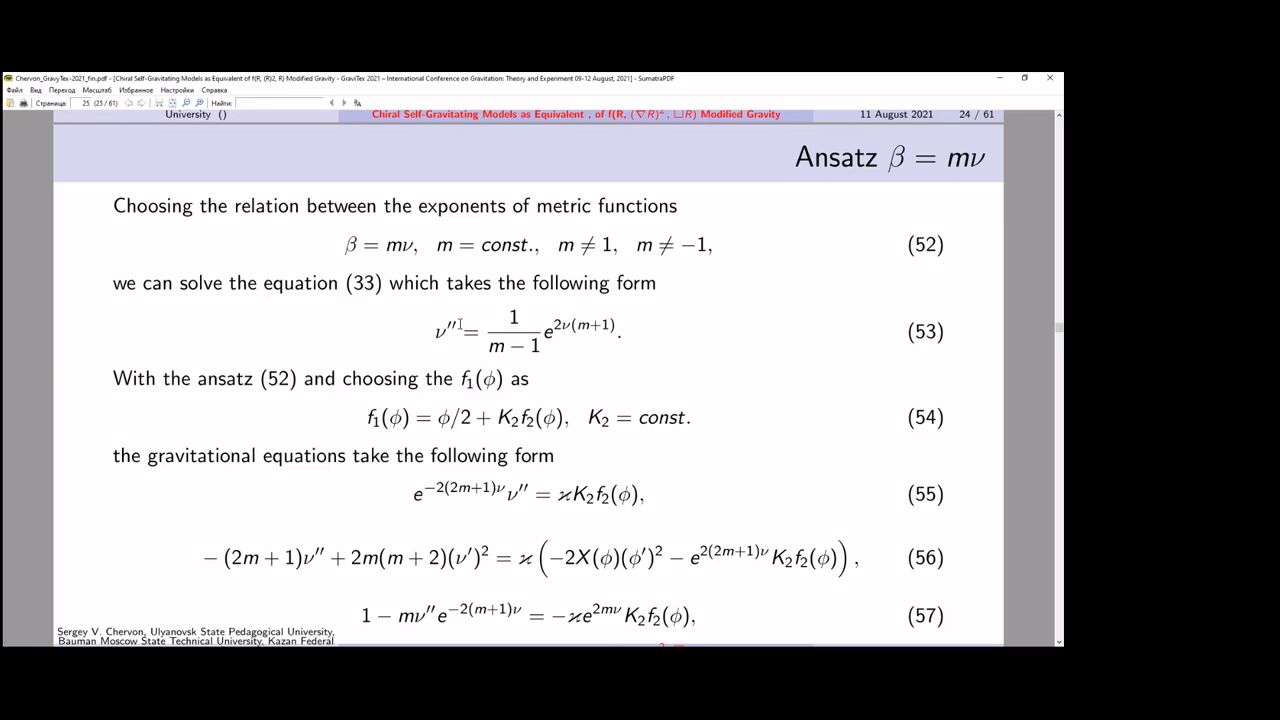 Chervon_GravyTex-2021_fin.pdf - [Chiral Self-Gravitating Models as Equivalent of f(R, (R)2, R) Modified Gravity - GraviTex 2021 – International Conference on Gravitation: Theory and Experiment 09-12 August, 2021] - SumatraPDF
Файл Вид Переход Масштаб Избранное Настройки Справка
Страница: 25 (25 / 61) Найти:
University () Chiral Self-Gravitating Models as Equivalent , of f(R, (∇R)², □R) Modified Gravity 11 August 2021 24 / 61
Ansatz β = mν
Choosing the relation between the exponents of metric functions
β = mν, m = const., m ≠ 1, m ≠ −1, (52)
we can solve the equation (33) which takes the following form
ν′′ = 1/(m − 1) e^{2ν(m+1)}. (53)
With the ansatz (52) and choosing the f₁(ϕ) as
f₁(ϕ) = ϕ/2 + K₂f₂(ϕ), K₂ = const. (54)
the gravitational equations take the following form
e^{−2(2m+1)ν}ν′′ = ϰK₂f₂(ϕ), (55)
− (2m + 1)ν′′ + 2m(m + 2)(ν′)² = ϰ(−2X(ϕ)(ϕ′)² − e^{2(2m+1)ν}K₂f₂(ϕ)), (56)
1 − mν′′e^{−2(m+1)ν} = −ϰe^{2mν}K₂f₂(ϕ), (57)
Sergey V. Chervon, Ulyanovsk State Pedagogical University,
Bauman Moscow State Technical University, Kazan Federal